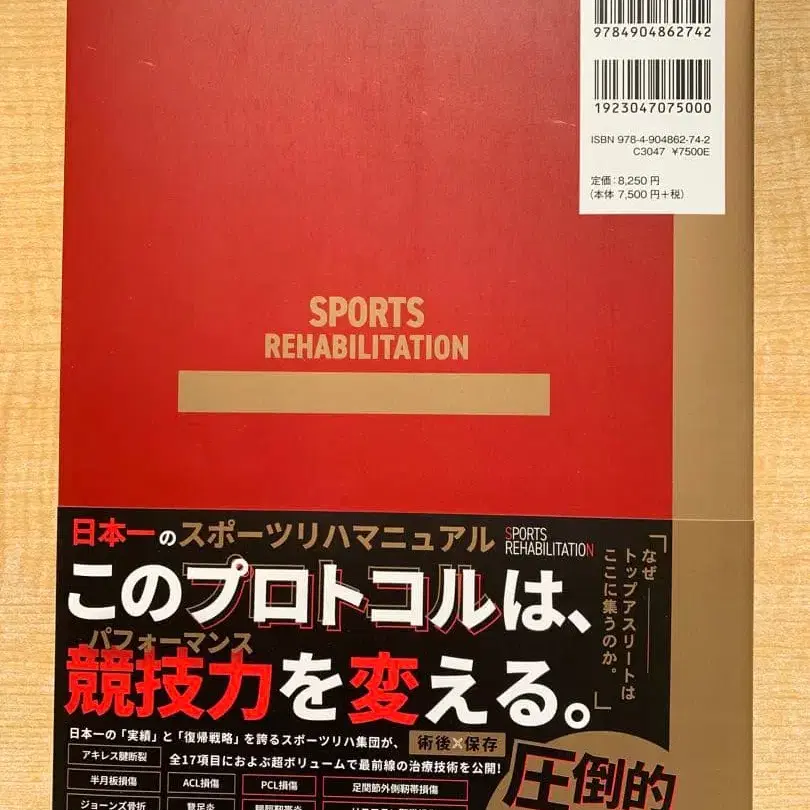 9784904862742
1923047075000
ISBN 978-4-904862-74-2
C3047 ¥7500E
定価：8,250 円
（本体 7,500 円＋税）
SPORTS
REHABILITATION
日本一のスポーツリハマニュアル
SPORTS
REHABILITATION
「なぜ
トップアスリートは
ここに集うのか。」
このプロトコルは、
パフォーマンス
競技力を変える。
日本一の「実績」と「復帰戦略」を誇るスポーツリハ集団が、
術後×保存
全17項目におよぶ超ボリュームで最前線の治療技術を公開！
圧倒的
アキレス腱断裂
半月板損傷
ACL損傷
PCL損傷
足関節外側靭帯損傷
ジョーンズ骨折
鵞足炎